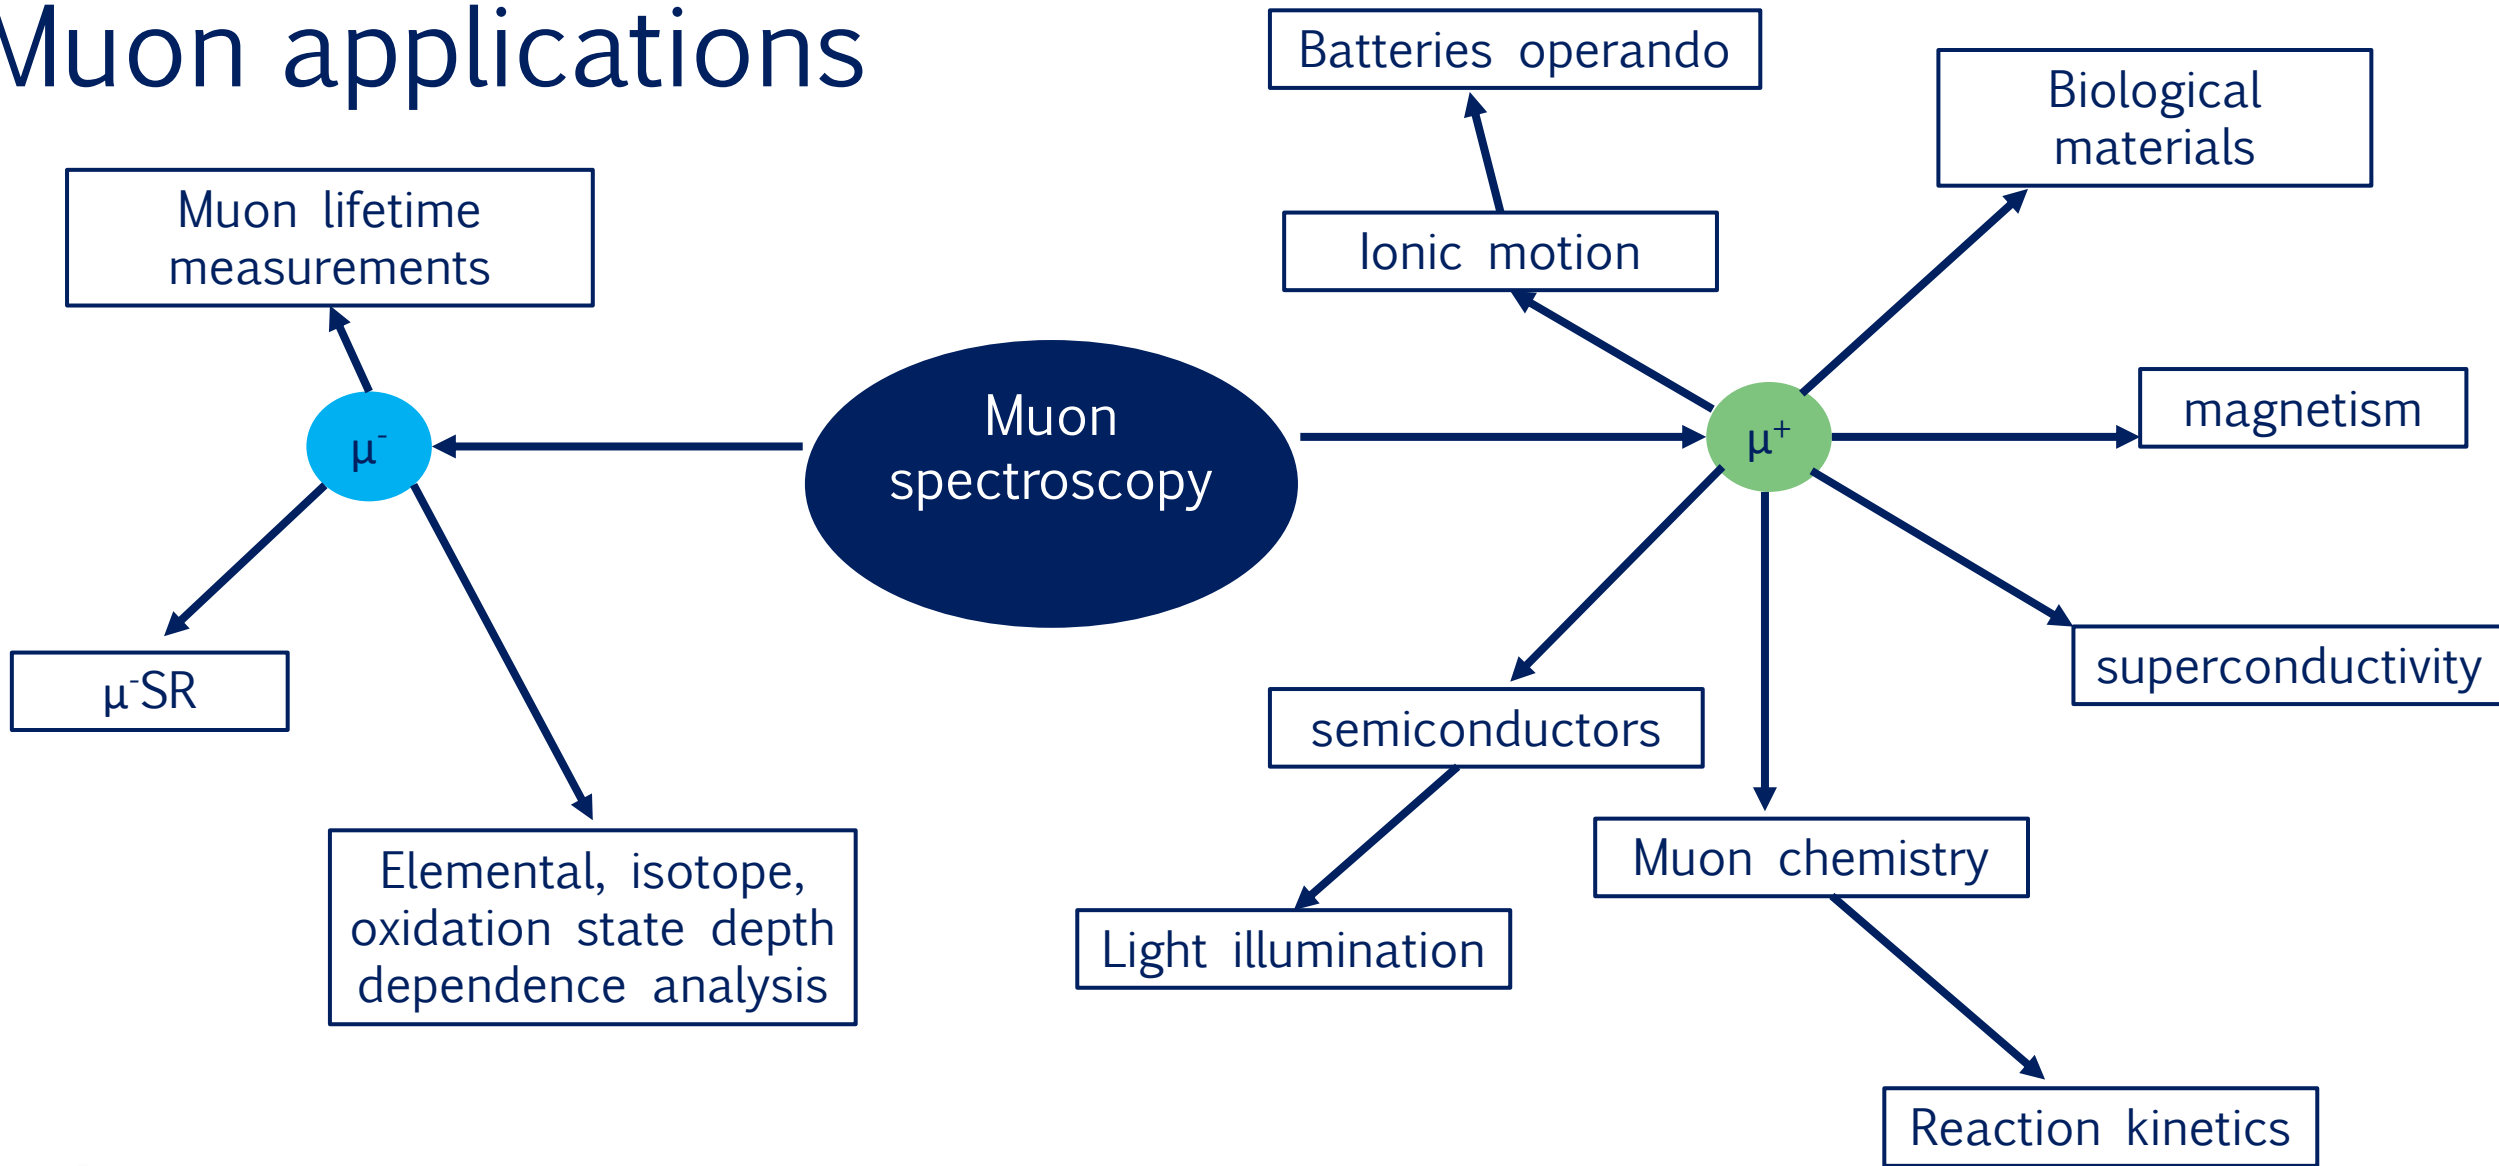 Muon applications
Batteries operando
Biological
materials
Muon lifetime
measurements
Ionic motion
Muon
spectroscopy
magnetism
µ-
µ+
superconductivity
µ-SR
semiconductors
Muon chemistry
Elemental, isotope,
oxidation state depth
dependence analysis
Light illumination
Reaction kinetics